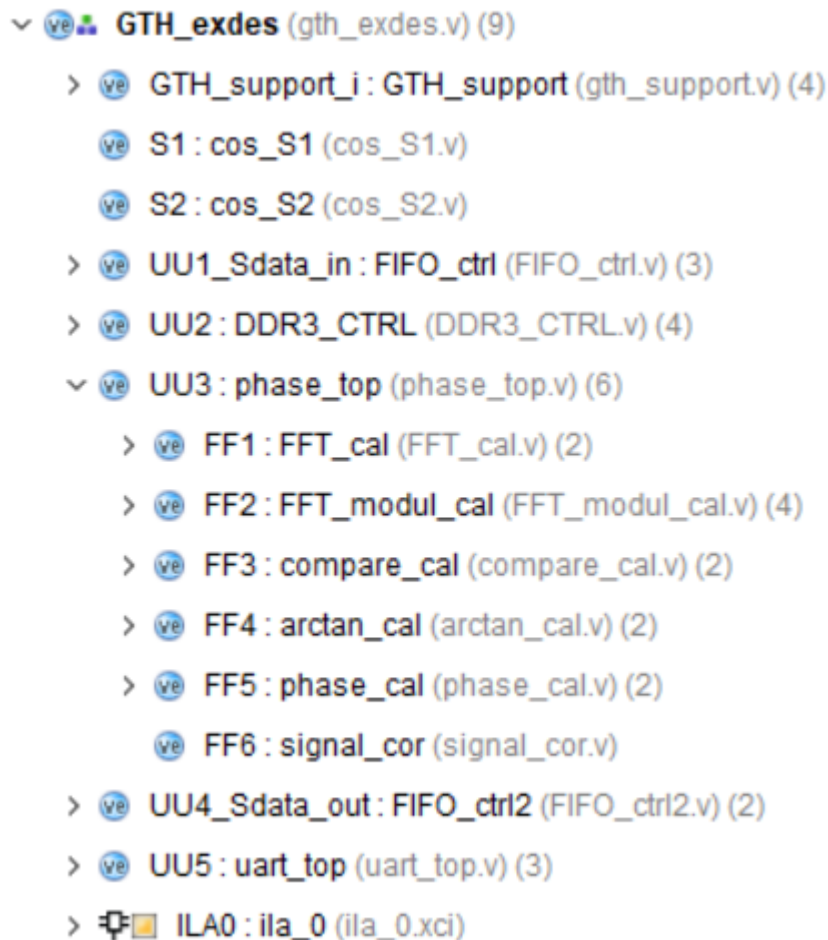 GTH_exdes (gth_exdes.v) (9)
GTH_support_i : GTH_support (gth_support.v) (4)
S1 : cos_S1 (cos_S1.v)
S2 : cos_S2 (cos_S2.v)
UU1_Sdata_in : FIFO_ctrl (FIFO_ctrl.v) (3)
UU2 : DDR3_CTRL (DDR3_CTRL.v) (4)
UU3 : phase_top (phase_top.v) (6)
FF1 : FFT_cal (FFT_cal.v) (2)
FF2 : FFT_modul_cal (FFT_modul_cal.v) (4)
FF3 : compare_cal (compare_cal.v) (2)
FF4 : arctan_cal (arctan_cal.v) (2)
FF5 : phase_cal (phase_cal.v) (2)
FF6 : signal_cor (signal_cor.v)
UU4_Sdata_out : FIFO_ctrl2 (FIFO_ctrl2.v) (2)
UU5 : uart_top (uart_top.v) (3)
ILA0 : ila_0 (ila_0.xci)